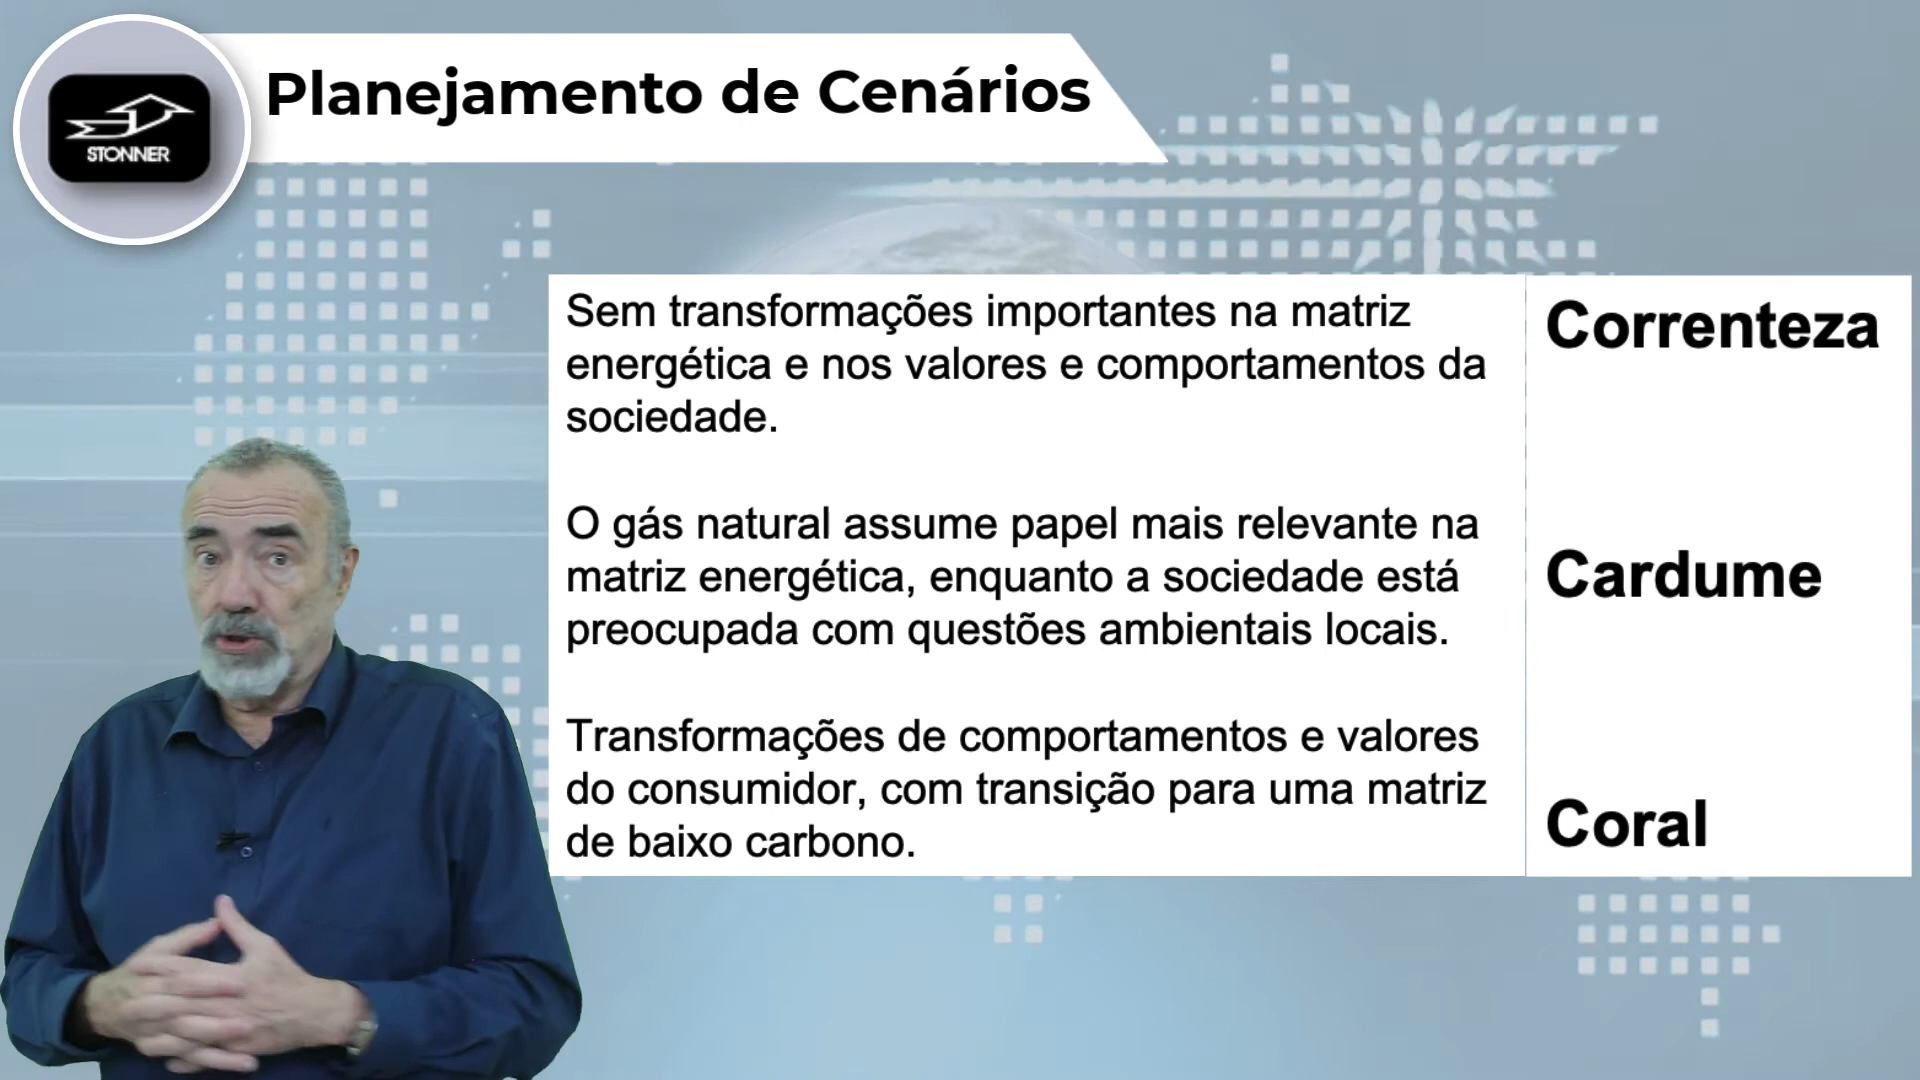 STONNER
Planejamento de Cenários
Sem transformações importantes na matriz
energética e nos valores e comportamentos da
sociedade.
Correnteza
O gás natural assume papel mais relevante na
matriz energética, enquanto a sociedade está
preocupada com questões ambientais locais.
Cardume
Transformações de comportamentos e valores
do consumidor, com transição para uma matriz
de baixo carbono.
Coral